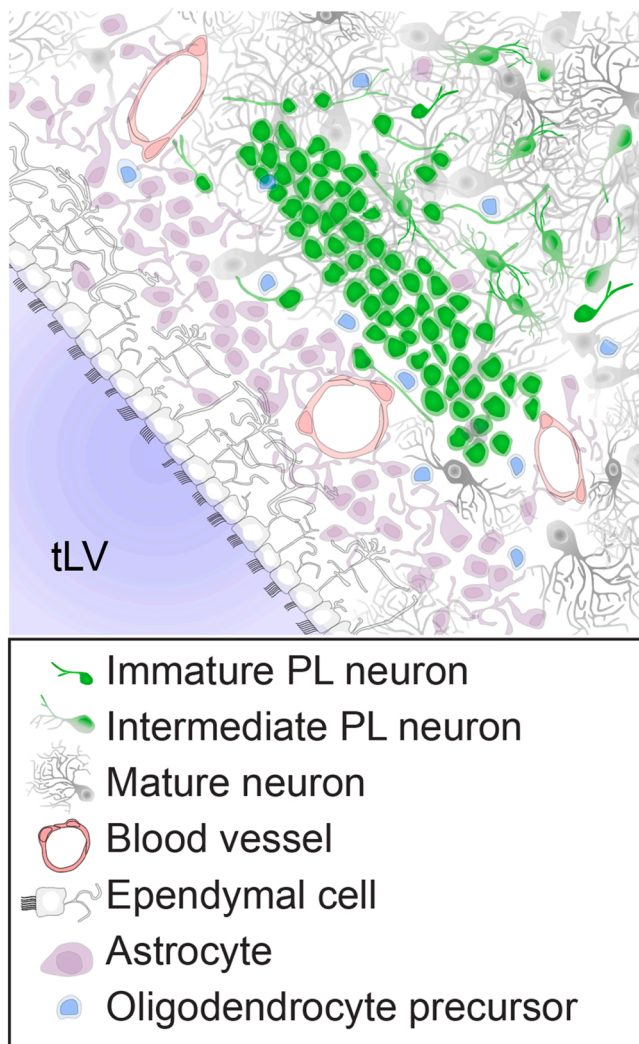 tLV
Immature PL neuron
Intermediate PL neuron
Mature neuron
Blood vessel
Ependymal cell
Astrocyte
Oligodendrocyte precursor